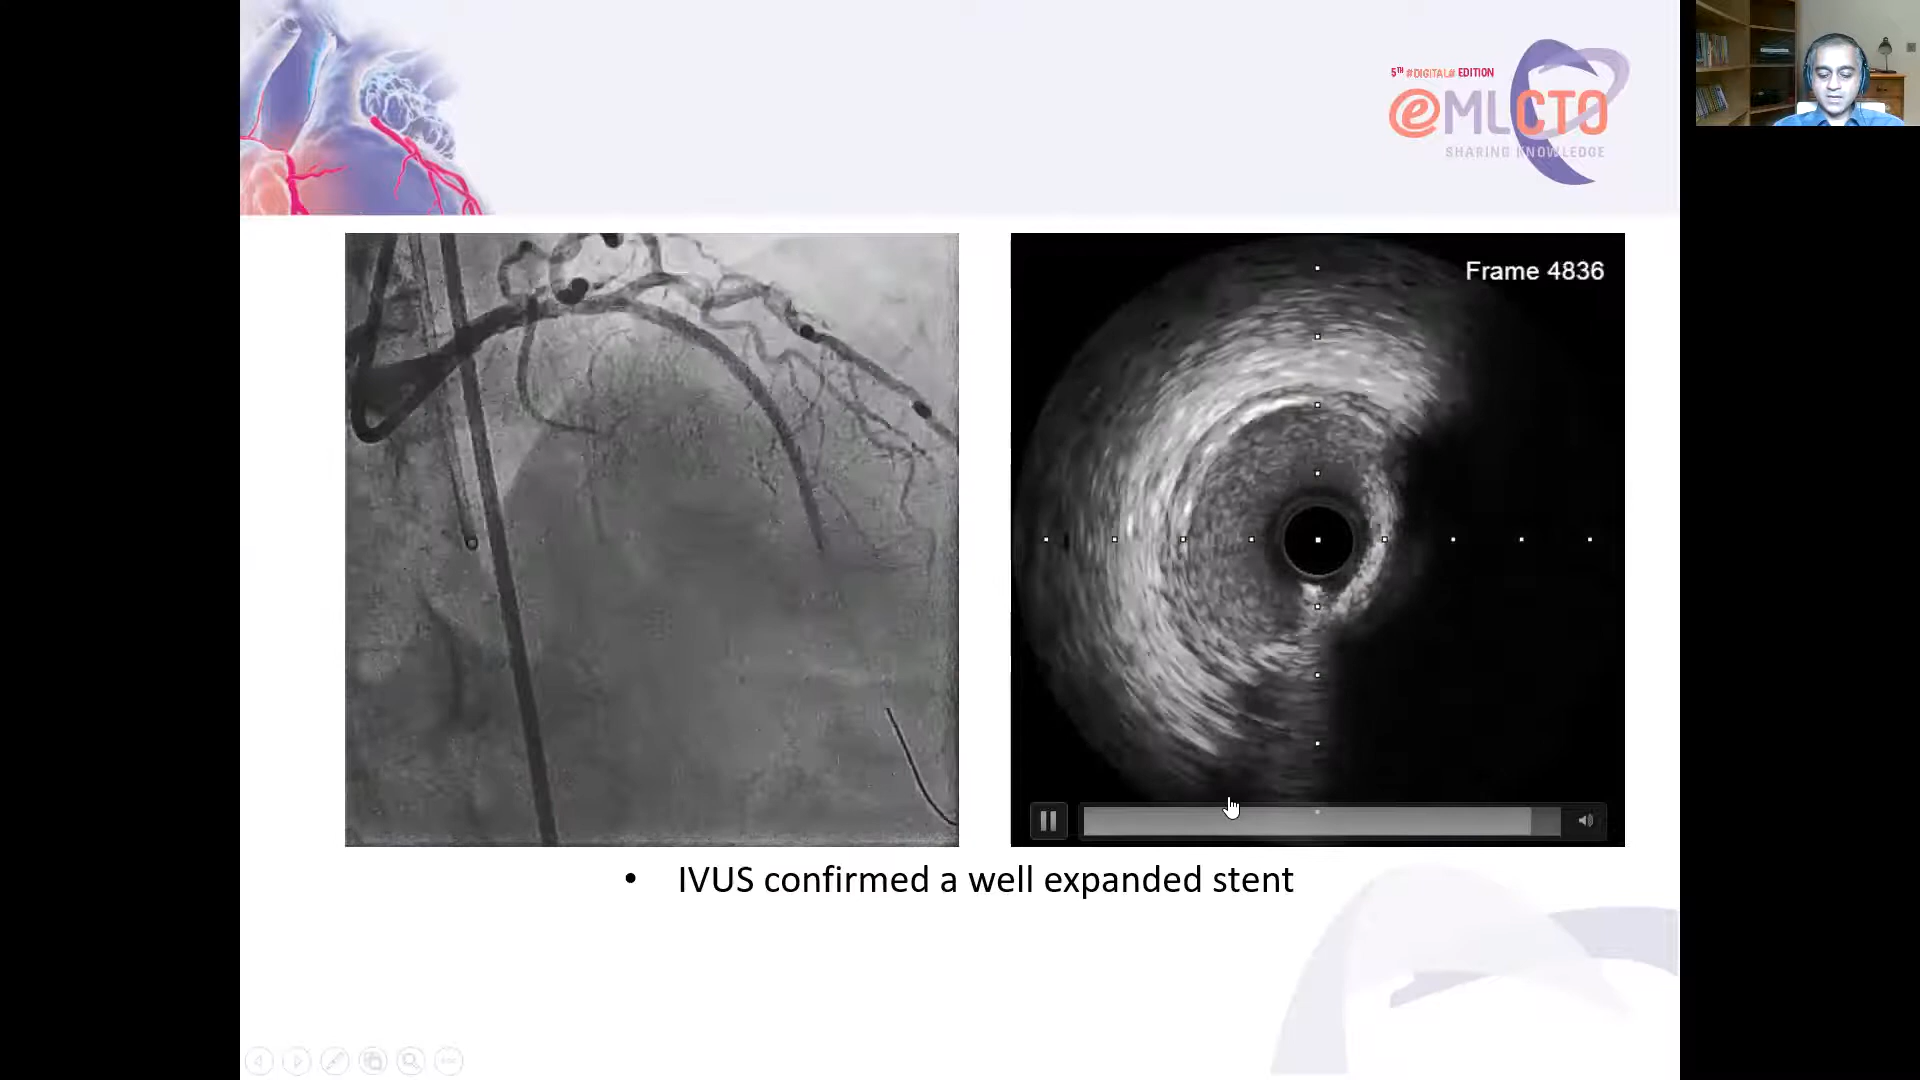 5TH #DIGITAL# EDITION
eMLCTO
SHARING KNOWLEDGE
Frame 4836
• IVUS confirmed a well expanded stent